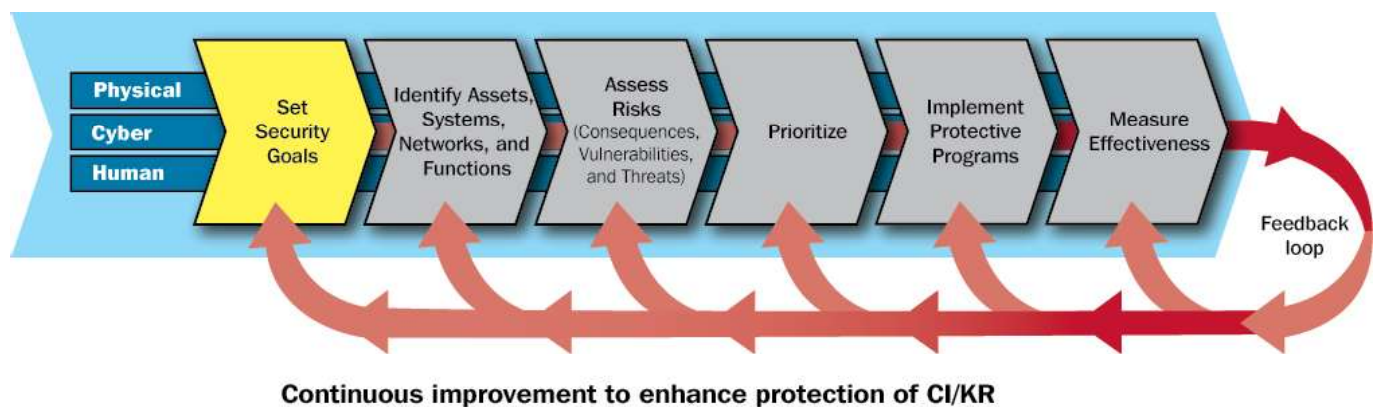 Physical
Cyber
Human
Set
Security
Goals
Identify Assets,
Systems,
Networks, and
Functions
Assess
Risks
(Consequences,
Vulnerabilities,
and Threats)
Prioritize
Implement
Protective
Programs
Measure
Effectiveness
Feedback
loop
Continuous improvement to enhance protection of CI/KR